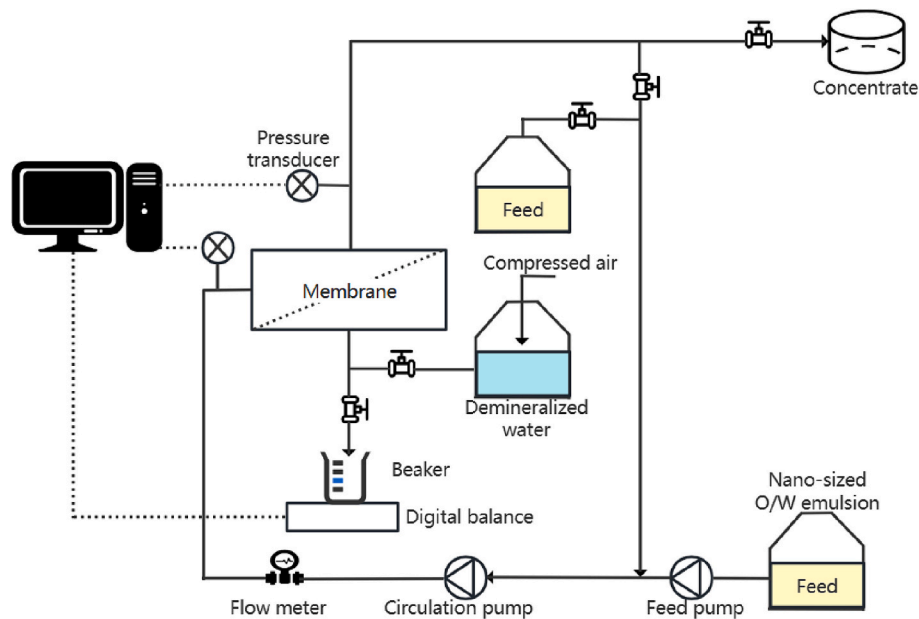 Concentrate
Pressure
transducer
Feed
Compressed air
Membrane
Demineralized
water
Beaker
Digital balance
Nano-sized
O/W emulsion
Feed
Flow meter
Circulation pump
Feed pump